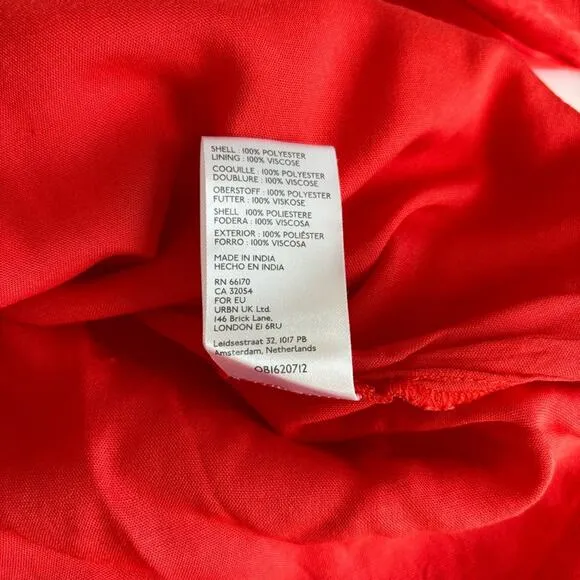 SHELL : 100% POLYESTER
LINING : 100% VISCOSE
COQUILLE : 100% POLYESTER
DOUBLURE : 100% VISCOSE
OBERSTOFF : 100% POLYESTER
FUTTER : 100% VISKOSE
SHELL : 100% POLIESTERE
FODERA : 100% VISCOSA
EXTERIOR : 100% POLIÉSTER
FORRO : 100% VISCOSA
MADE IN INDIA
HECHO EN INDIA
RN 66170
CA 32054
FOR EU
URBN UK Ltd.
146 Brick Lane,
LONDON E1 6RU
Leidsestraat 32, 1017 PB
Amsterdam, Netherlands
OB1620712